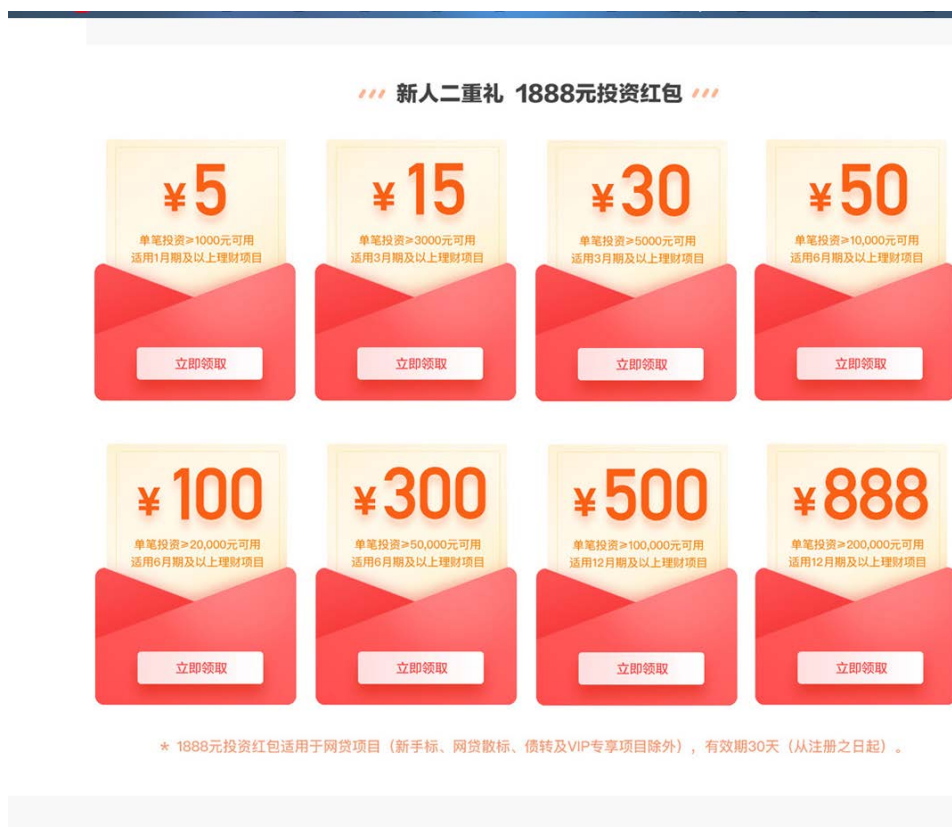 新人二重礼 1888元投资红包
¥5
单笔投资≥1000元可用
适用1月期及以上理财项目
立即领取
¥15
单笔投资≥3000元可用
适用3月期及以上理财项目
立即领取
¥30
单笔投资≥5000元可用
适用3月期及以上理财项目
立即领取
¥50
单笔投资≥10,000元可用
适用6月期及以上理财项目
立即领取
¥100
单笔投资≥20,000元可用
适用6月期及以上理财项目
立即领取
¥300
单笔投资≥50,000元可用
适用6月期及以上理财项目
立即领取
¥500
单笔投资≥100,000元可用
适用12月期及以上理财项目
立即领取
¥888
单笔投资≥200,000元可用
适用12月期及以上理财项目
立即领取
* 1888元投资红包适用于网贷项目（新手标、网贷散标、债转及VIP专享项目除外），有效期30天（从注册之日起）。